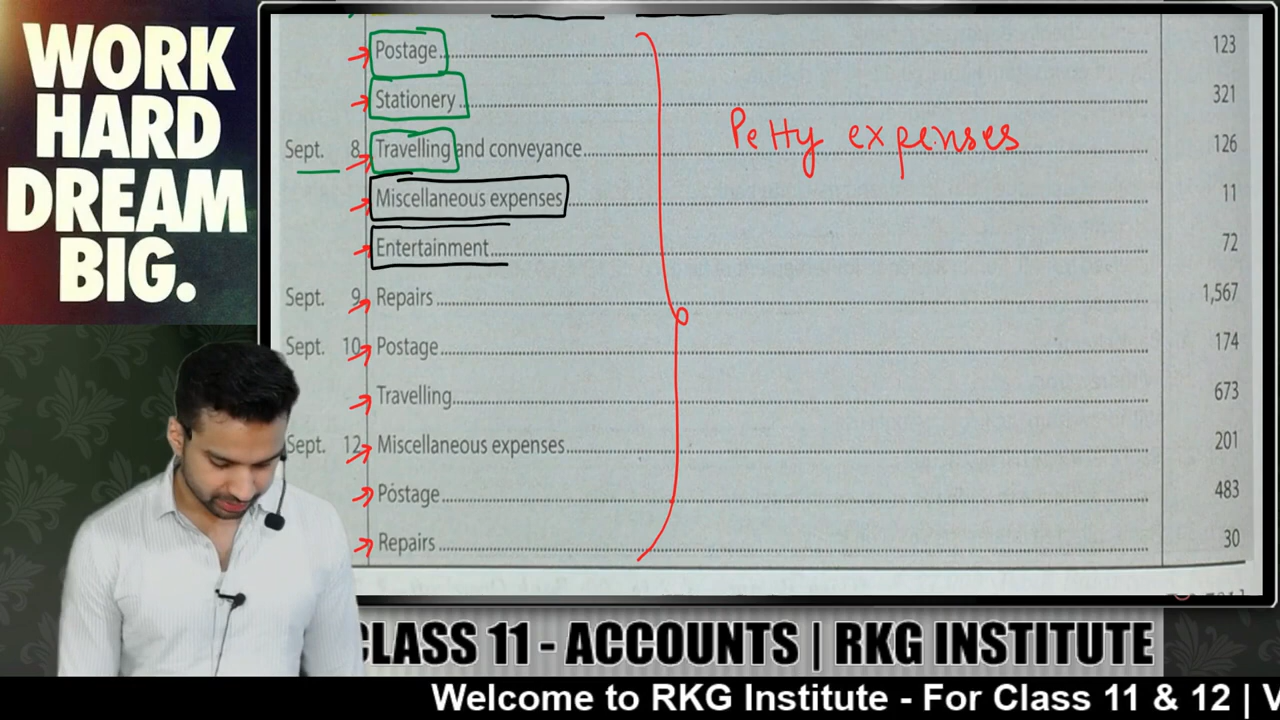 WORK
HARD
DREAM
BIG.
Postage 123
Stationery 321
Sept. 8 Travelling and conveyance 126
Miscellaneous expenses 11
Entertainment 72
Sept. 9 Repairs 1,567
Sept. 10 Postage 174
Travelling 673
Sept. 12 Miscellaneous expenses 201
Postage 483
Repairs 30
Petty expenses
CLASS 11 - ACCOUNTS | RKG INSTITUTE
Welcome to RKG Institute - For Class 11 & 12 |